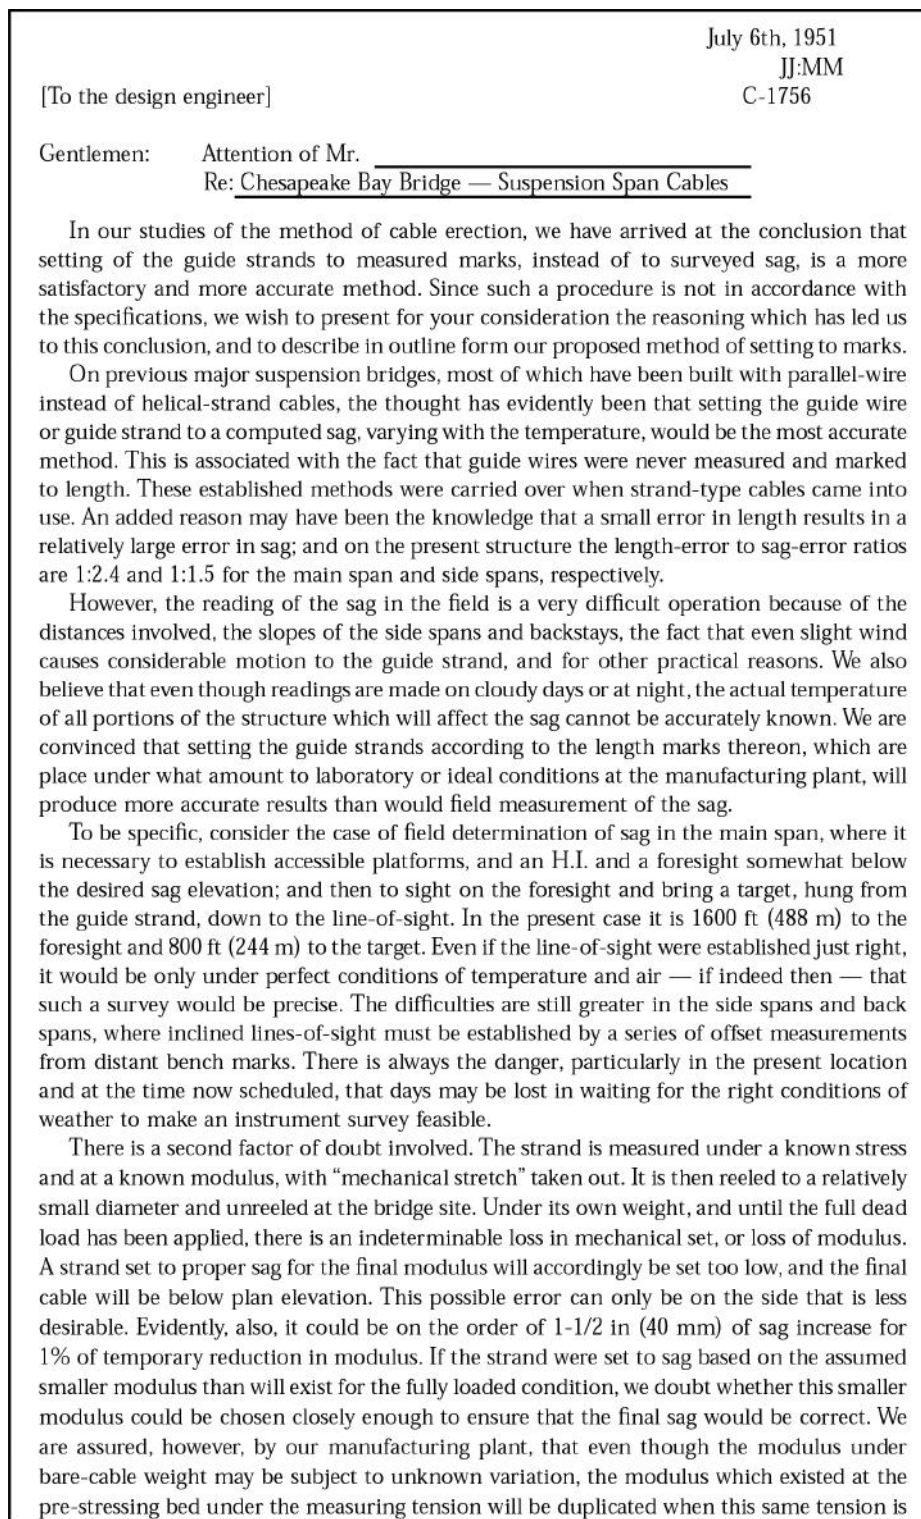 July 6th, 1951
JJ:MM
[To the design engineer] C-1756
Gentlemen: Attention of Mr.
Re: Chesapeake Bay Bridge — Suspension Span Cables
In our studies of the method of cable erection, we have arrived at the conclusion that
setting of the guide strands to measured marks, instead of to surveyed sag, is a more
satisfactory and more accurate method. Since such a procedure is not in accordance with
the specifications, we wish to present for your consideration the reasoning which has led us
to this conclusion, and to describe in outline form our proposed method of setting to marks.
On previous major suspension bridges, most of which have been built with parallel-wire
instead of helical-strand cables, the thought has evidently been that setting the guide wire
or guide strand to a computed sag, varying with the temperature, would be the most accurate
method. This is associated with the fact that guide wires were never measured and marked
to length. These established methods were carried over when strand-type cables came into
use. An added reason may have been the knowledge that a small error in length results in a
relatively large error in sag; and on the present structure the length-error to sag-error ratios
are 1:2.4 and 1:1.5 for the main span and side spans, respectively.
However, the reading of the sag in the field is a very difficult operation because of the
distances involved, the slopes of the side spans and backstays, the fact that even slight wind
causes considerable motion to the guide strand, and for other practical reasons. We also
believe that even though readings are made on cloudy days or at night, the actual temperature
of all portions of the structure which will affect the sag cannot be accurately known. We are
convinced that setting the guide strands according to the length marks thereon, which are
place under what amount to laboratory or ideal conditions at the manufacturing plant, will
produce more accurate results than would field measurement of the sag.
To be specific, consider the case of field determination of sag in the main span, where it
is necessary to establish accessible platforms, and an H.I. and a foresight somewhat below
the desired sag elevation; and then to sight on the foresight and bring a target, hung from
the guide strand, down to the line-of-sight. In the present case it is 1600 ft (488 m) to the
foresight and 800 ft (244 m) to the target. Even if the line-of-sight were established just right,
it would be only under perfect conditions of temperature and air — if indeed then — that
such a survey would be precise. The difficulties are still greater in the side spans and back
spans, where inclined lines-of-sight must be established by a series of offset measurements
from distant bench marks. There is always the danger, particularly in the present location
and at the time now scheduled, that days may be lost in waiting for the right conditions of
weather to make an instrument survey feasible.
There is a second factor of doubt involved. The strand is measured under a known stress
and at a known modulus, with “mechanical stretch” taken out. It is then reeled to a relatively
small diameter and unreeled at the bridge site. Under its own weight, and until the full dead
load has been applied, there is an indeterminable loss in mechanical set, or loss of modulus.
A strand set to proper sag for the final modulus will accordingly be set too low, and the final
cable will be below plan elevation. This possible error can only be on the side that is less
desirable. Evidently, also, it could be on the order of 1-1/2 in (40 mm) of sag increase for
1% of temporary reduction in modulus. If the strand were set to sag based on the assumed
smaller modulus than will exist for the fully loaded condition, we doubt whether this smaller
modulus could be chosen closely enough to ensure that the final sag would be correct. We
are assured, however, by our manufacturing plant, that even though the modulus under
bare-cable weight may be subject to unknown variation, the modulus which existed at the
pre-stressing bed under the measuring tension will be duplicated when this same tension is